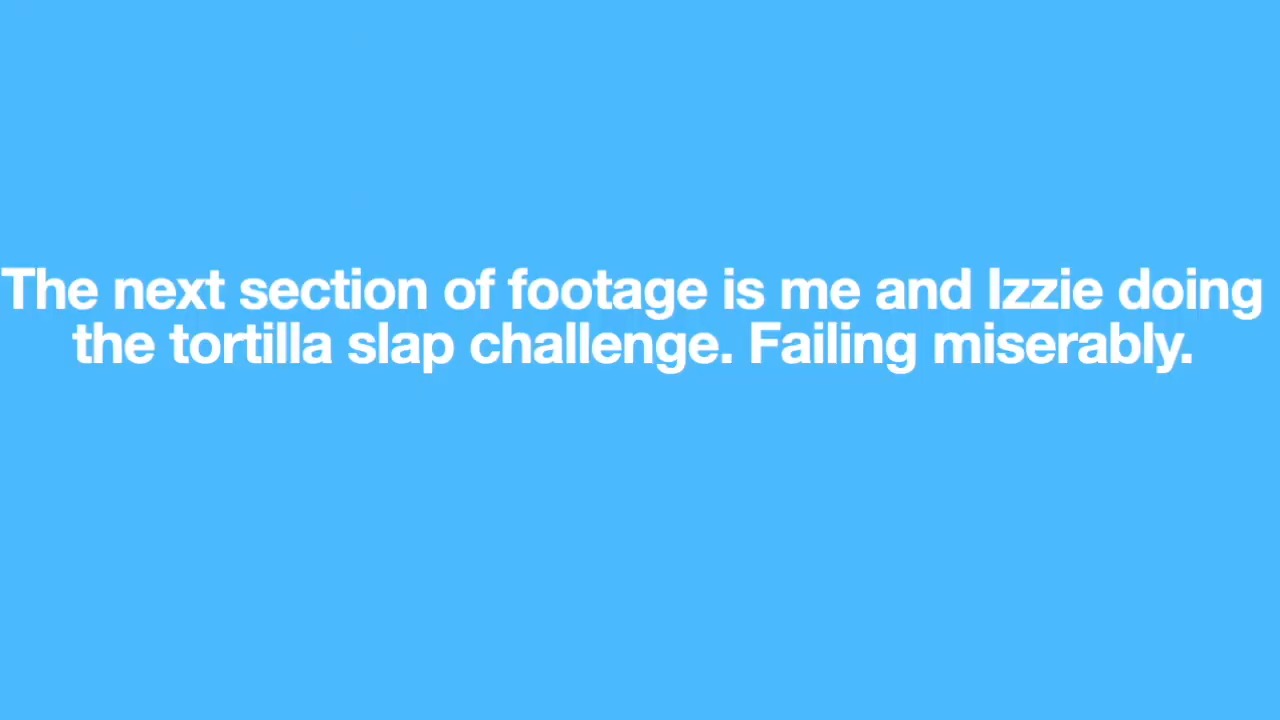 The next section of footage is me and Izzie doing
the tortilla slap challenge. Failing miserably.